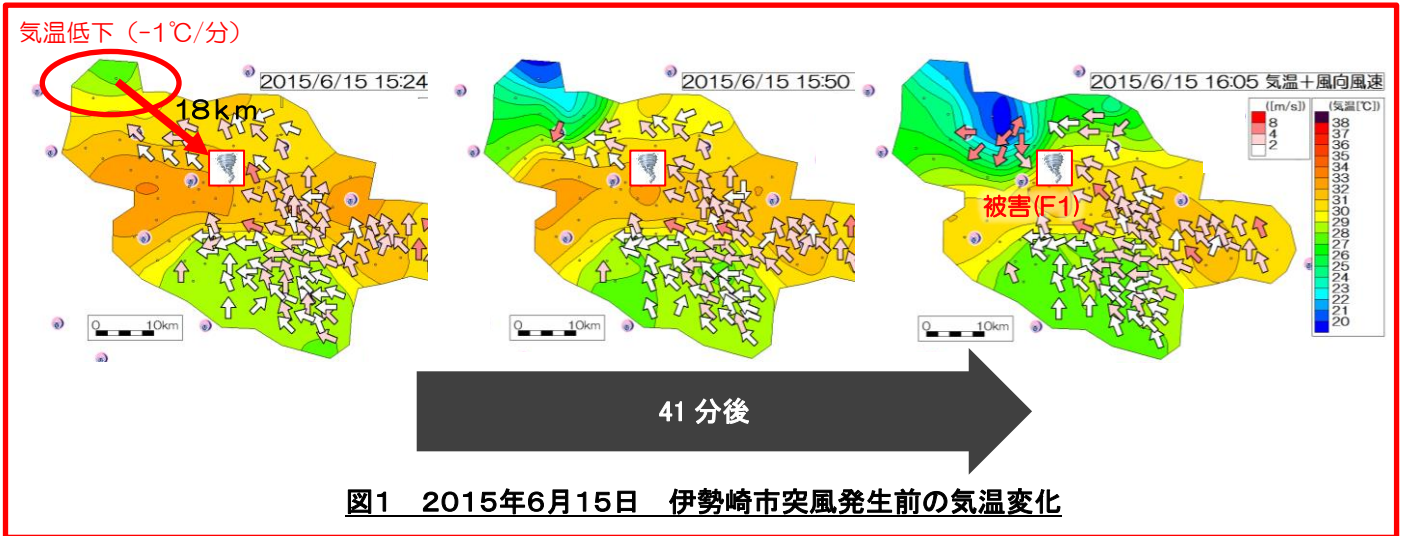 気温低下（-1℃/分）
2015/6/15 15:24
18km
0 10km
2015/6/15 15:50
0 10km
2015/6/15 16:05 気温＋風向風速
([m/s])
8
4
2
(気温[℃])
38
37
36
35
34
33
32
31
30
29
28
27
26
25
24
23
22
21
20
被害(F1)
0 10km
41 分後
図1　2015年6月15日　伊勢崎市突風発生前の気温変化